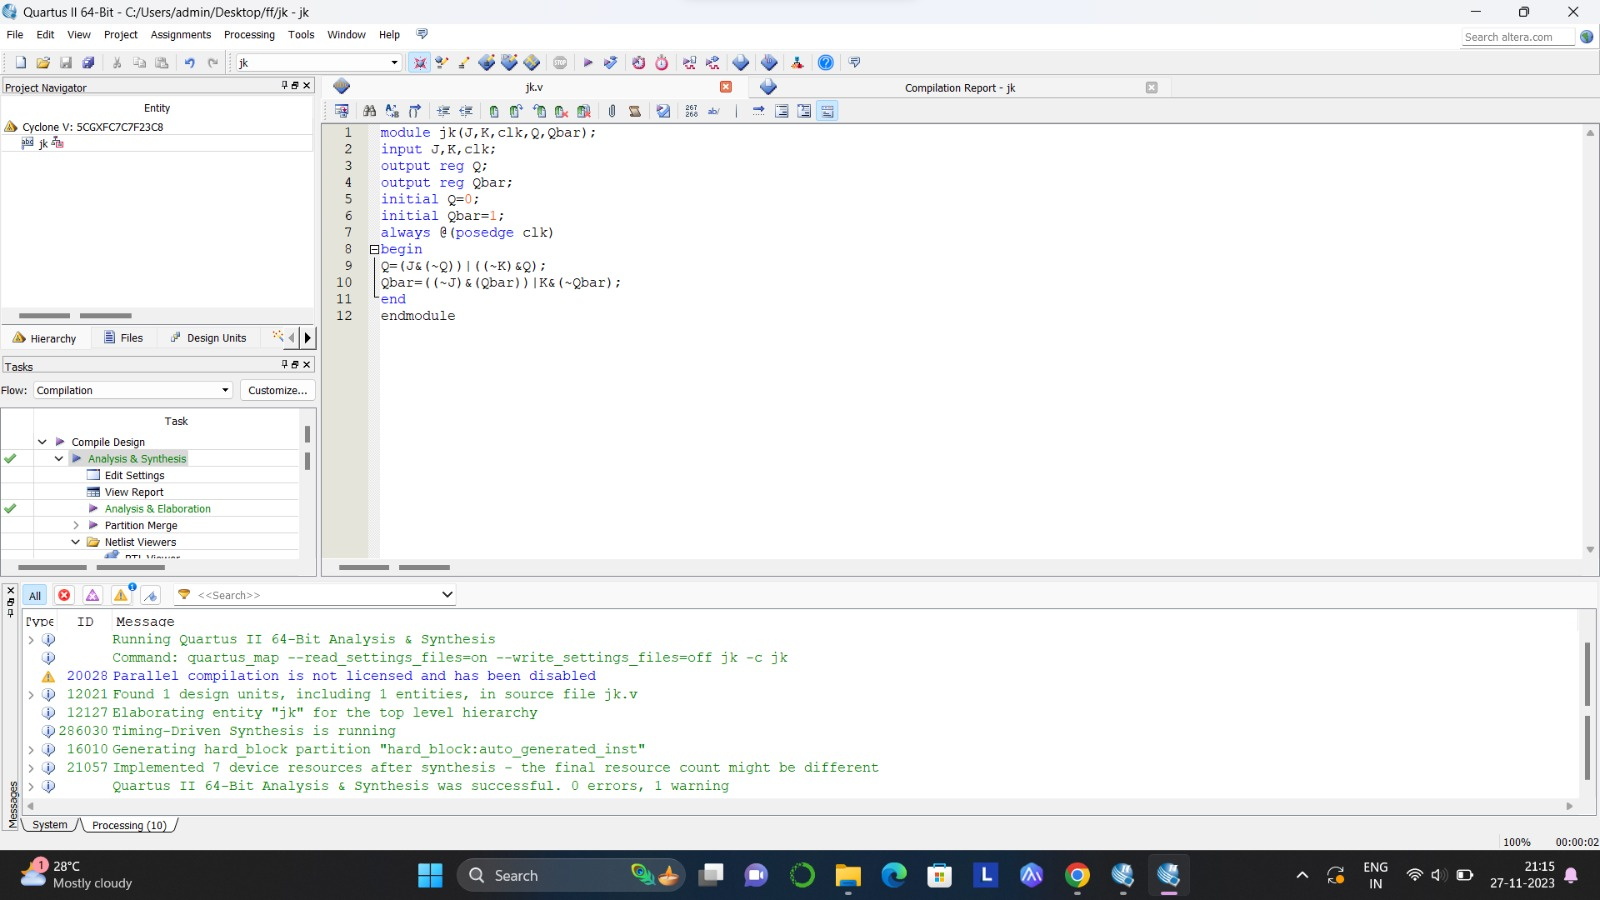 Quartus II 64-Bit - C:/Users/admin/Desktop/ff/jk - jk
File Edit View Project Assignments Processing Tools Window Help
Search altera.com
jk
Project Navigator
Entity
Cyclone V: 5CGXFC7C7F23C8
jk
Hierarchy Files Design Units
Tasks
Flow: Compilation Customize...
Task
Compile Design
Analysis & Synthesis
Edit Settings
View Report
Analysis & Elaboration
Partition Merge
Netlist Viewers
RTL Viewer
jk.v
Compilation Report - jk
267
268
ab/
1 module jk(J,K,clk,Q,Qbar);
2 input J,K,clk;
3 output reg Q;
4 output reg Qbar;
5 initial Q=0;
6 initial Qbar=1;
7 always @(posedge clk)
8 begin
9 Q=(J&(~Q))|((~K)&Q);
10 Qbar=((~J)&(Qbar))|K&(~Qbar);
11 end
12 endmodule
All
1
<<Search>>
Type ID Message
Running Quartus II 64-Bit Analysis & Synthesis
Command: quartus_map --read_settings_files=on --write_settings_files=off jk -c jk
20028 Parallel compilation is not licensed and has been disabled
12021 Found 1 design units, including 1 entities, in source file jk.v
12127 Elaborating entity "jk" for the top level hierarchy
286030 Timing-Driven Synthesis is running
16010 Generating hard_block partition "hard_block:auto_generated_inst"
21057 Implemented 7 device resources after synthesis - the final resource count might be different
Quartus II 64-Bit Analysis & Synthesis was successful. 0 errors, 1 warning
Messages
System Processing (10)
100% 00:00:02
1
28°C
Mostly cloudy
Search
L
ENG
IN
21:15
27-11-2023